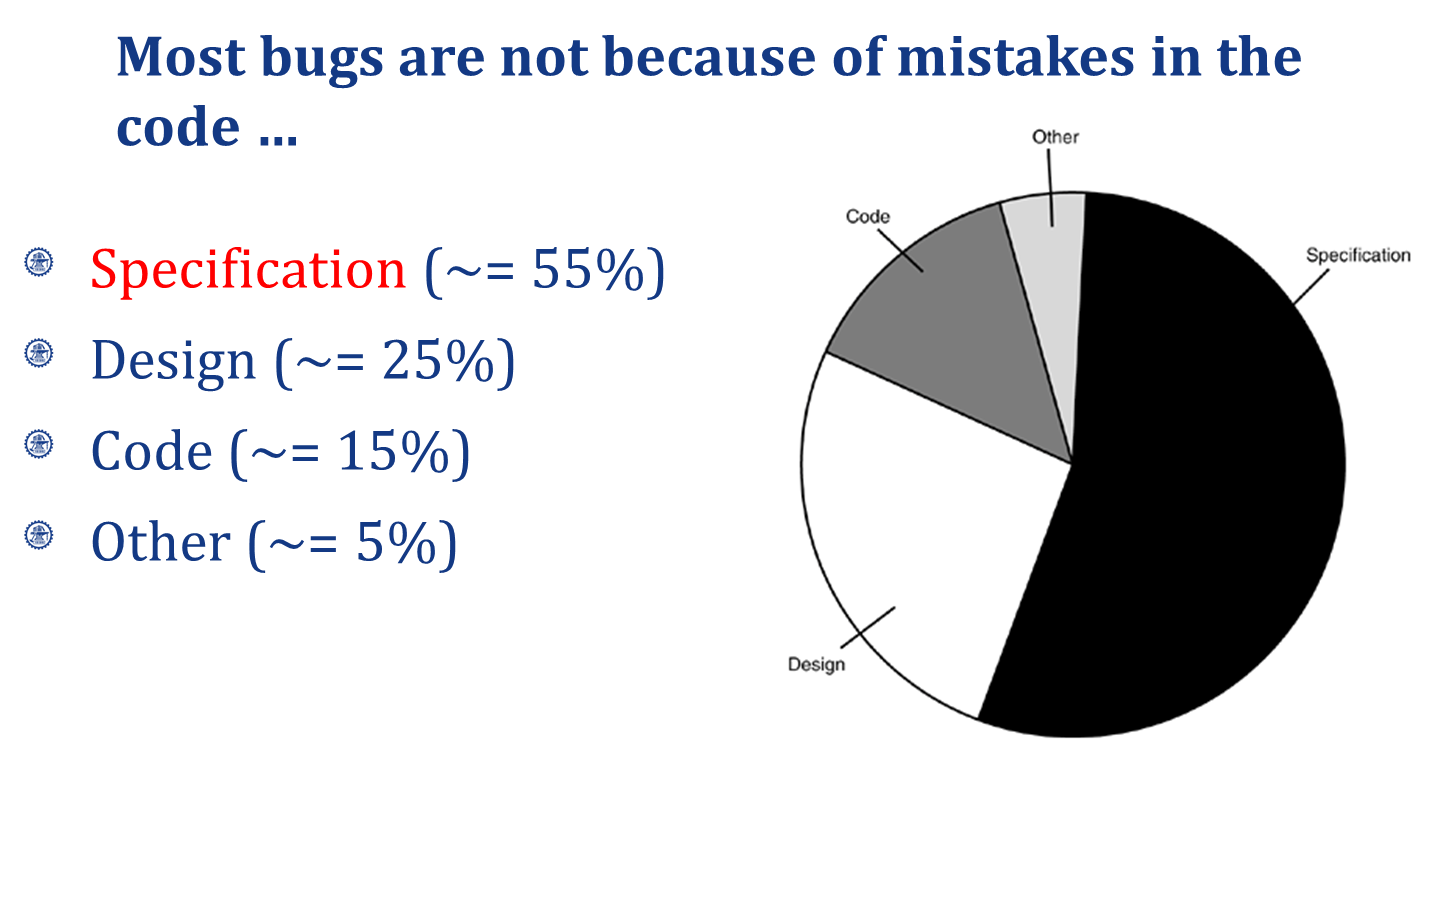 Most bugs are not because of mistakes in the
code …
Specification (~= 55%)
Design (~= 25%)
Code (~= 15%)
Other (~= 5%)
Other
Code
Specification
Design